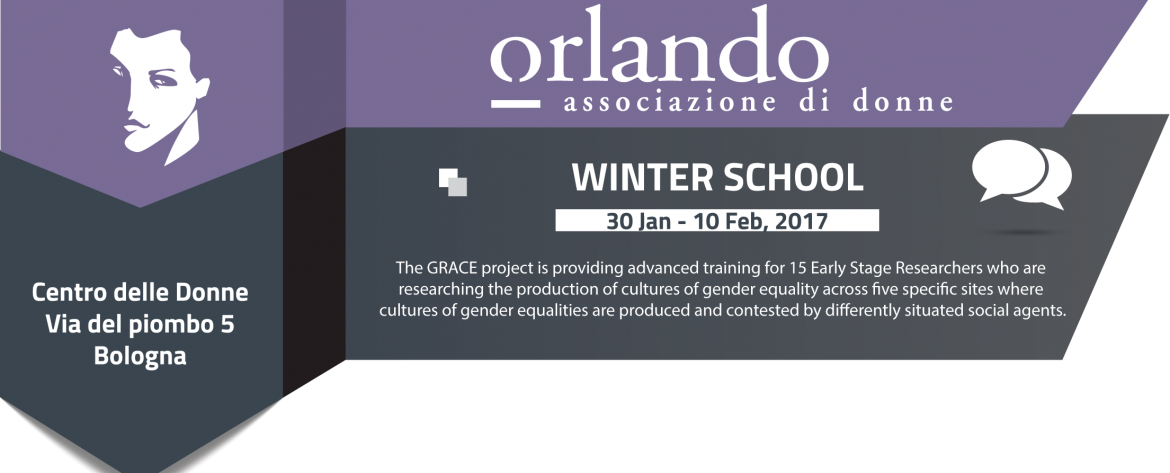 orlando
associazione di donne
WINTER SCHOOL
30 Jan - 10 Feb, 2017
The GRACE project is providing advanced training for 15 Early Stage Researchers who are
researching the production of cultures of gender equality across five specific sites where
cultures of gender equalities are produced and contested by differently situated social agents.
Centro delle Donne
Via del piombo 5
Bologna